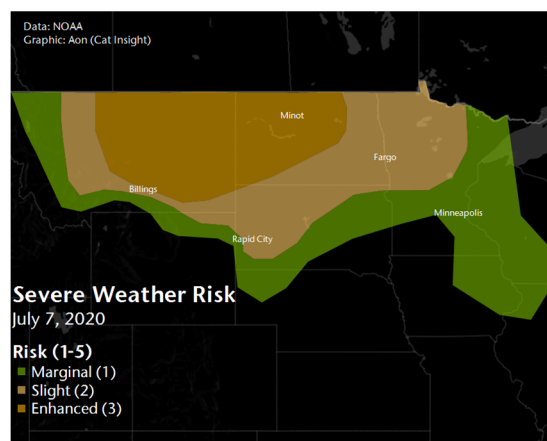 Data: NOAA
Graphic: Aon (Cat Insight)
Minot
Fargo
Billings
Minneapolis
Rapid City
Severe Weather Risk
July 7, 2020
Risk (1-5)
Marginal (1)
Slight (2)
Enhanced (3)